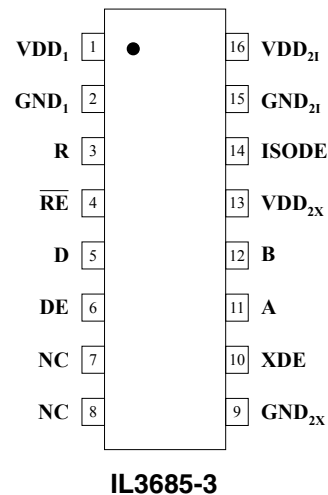 VDD1 1 16 VDD2I
GND1 2 15 GND2I
R 3 14 ISODE
R̅E̅ 4 13 VDD2X
D 5 12 B
DE 6 11 A
NC 7 10 XDE
NC 8 9 GND2X
IL3685-3